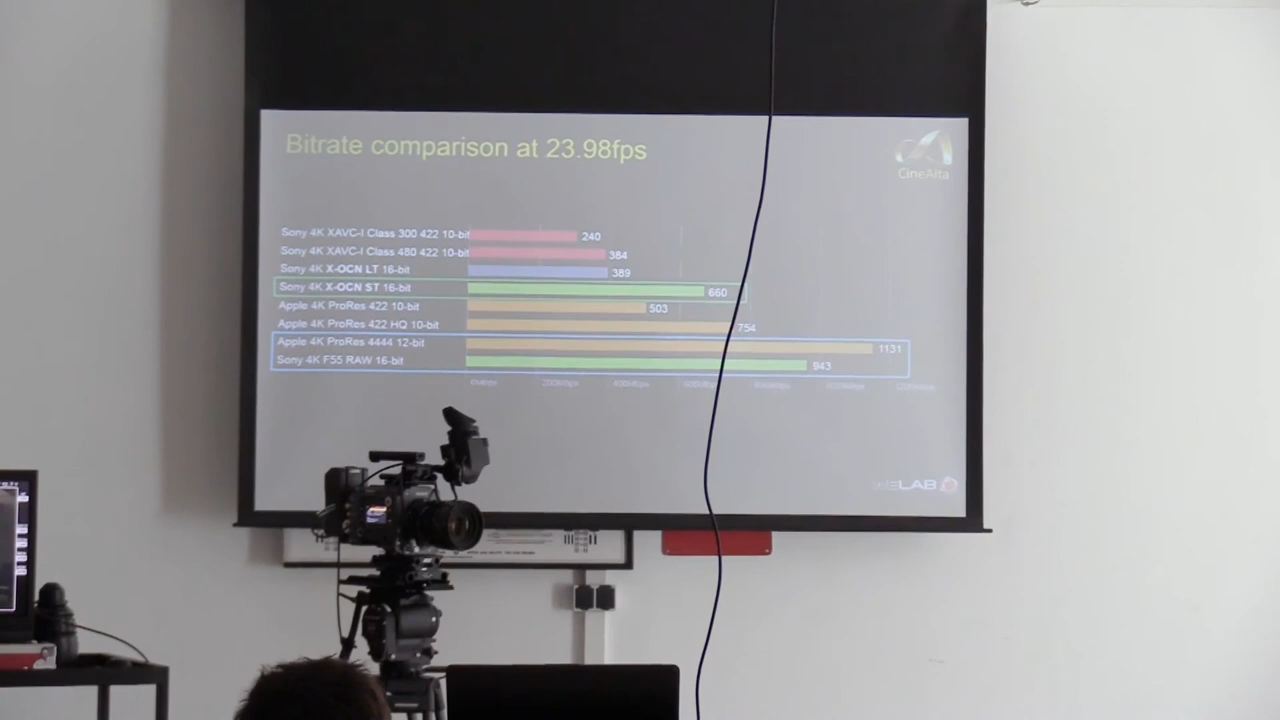 Bitrate comparison at 23.98fps
CineAlta
Sony 4K XAVC-I Class 300 422 10-bit 240
Sony 4K XAVC-I Class 480 422 10-bit 384
Sony 4K X-OCN LT 16-bit 389
Sony 4K X-OCN ST 16-bit 660
Apple 4K ProRes 422 10-bit 503
Apple 4K ProRes 422 HQ 10-bit 754
Apple 4K ProRes 4444 12-bit 1131
Sony 4K F55 RAW 16-bit 943
LAB